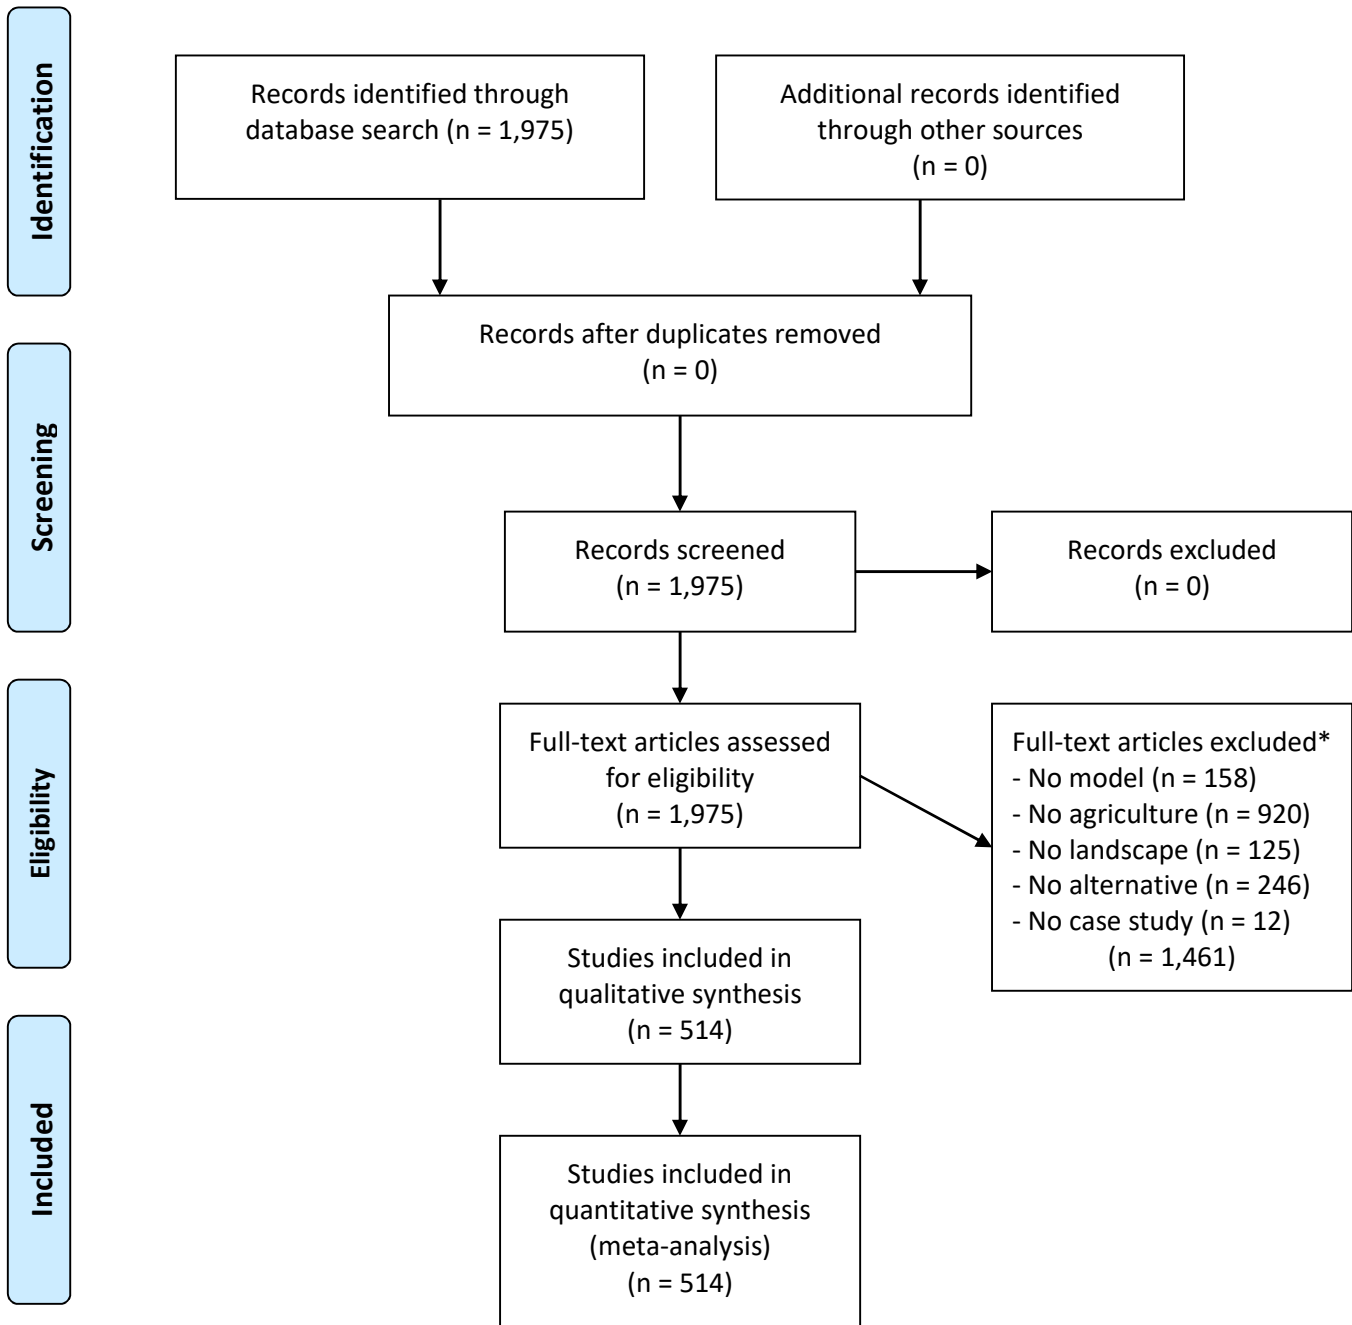 Identification
Records identified through
database search (n = 1,975)
Additional records identified
through other sources
(n = 0)
Records after duplicates removed
(n = 0)
Screening
Records screened
(n = 1,975)
Records excluded
(n = 0)
Eligibility
Full-text articles assessed
for eligibility
(n = 1,975)
Full-text articles excluded*
- No model (n = 158)
- No agriculture (n = 920)
- No landscape (n = 125)
- No alternative (n = 246)
- No case study (n = 12)
(n = 1,461)
Studies included in
qualitative synthesis
(n = 514)
Included
Studies included in
quantitative synthesis
(meta-analysis)
(n = 514)